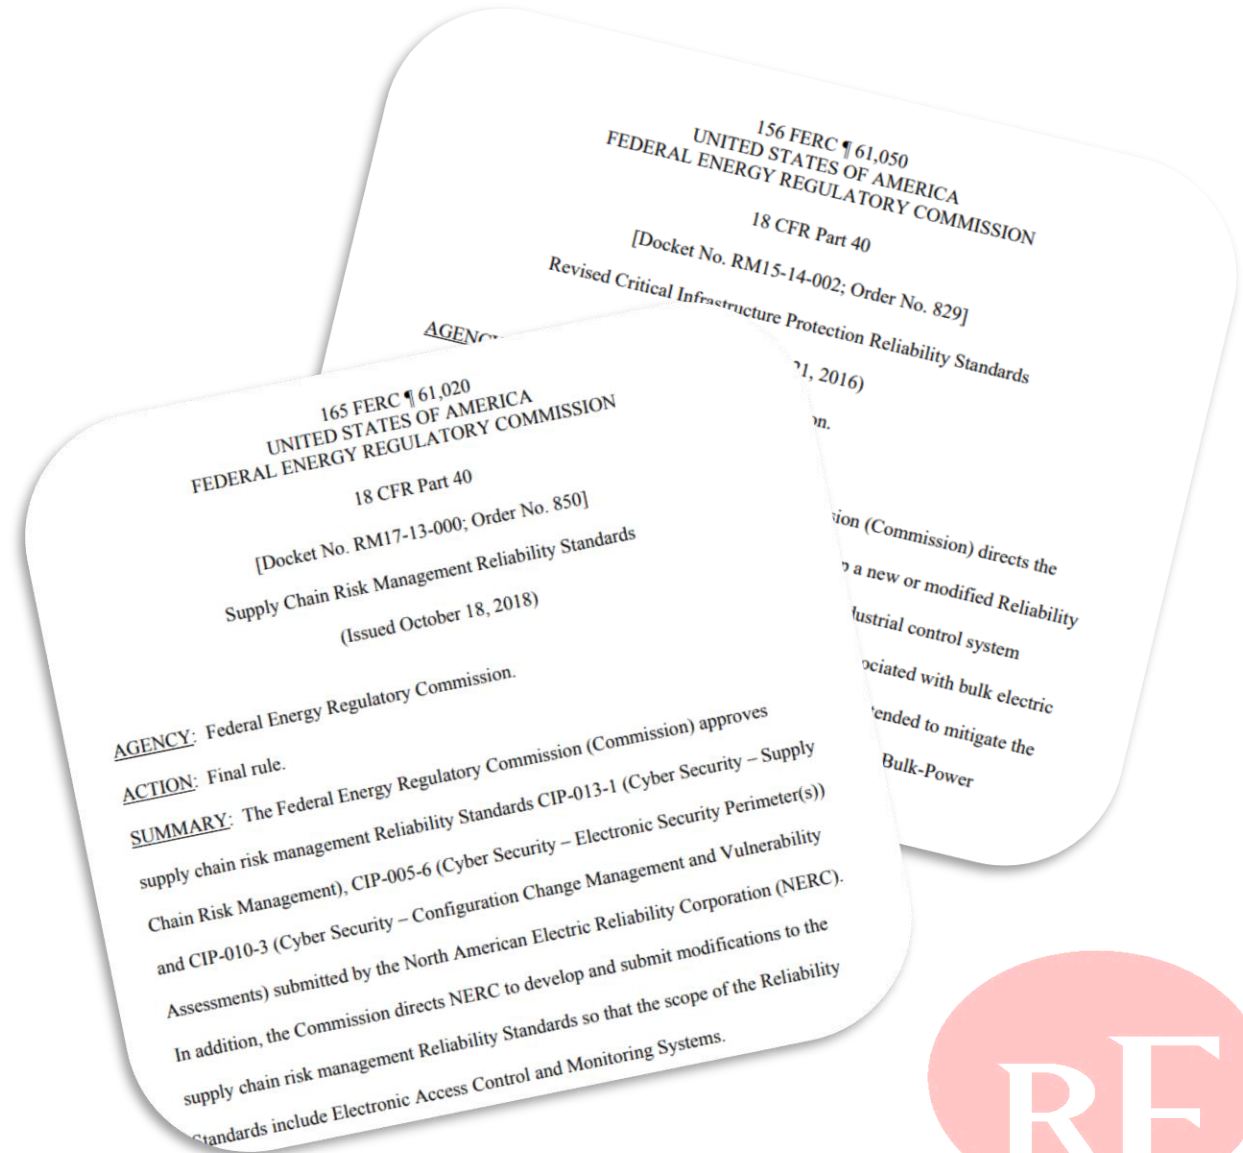 156 FERC ¶ 61,050
UNITED STATES OF AMERICA
FEDERAL ENERGY REGULATORY COMMISSION
18 CFR Part 40
[Docket No. RM15-14-002; Order No. 829]
Revised Critical Infrastructure Protection Reliability Standards
21, 2016)
(Commission) directs the
a new or modified Reliability
control system
with bulk electric
to mitigate the
Bulk-Power
165 FERC ¶ 61,020
UNITED STATES OF AMERICA
FEDERAL ENERGY REGULATORY COMMISSION
18 CFR Part 40
[Docket No. RM17-13-000; Order No. 850]
Supply Chain Risk Management Reliability Standards
(Issued October 18, 2018)
AGENCY: Federal Energy Regulatory Commission.
ACTION: Final rule.
SUMMARY: The Federal Energy Regulatory Commission (Commission) approves
supply chain risk management Reliability Standards CIP-013-1 (Cyber Security – Supply
Chain Risk Management), CIP-005-6 (Cyber Security – Electronic Security Perimeter(s))
and CIP-010-3 (Cyber Security – Configuration Change Management and Vulnerability
Assessments) submitted by the North American Electric Reliability Corporation (NERC).
In addition, the Commission directs NERC to develop and submit modifications to the
supply chain risk management Reliability Standards so that the scope of the Reliability
Standards include Electronic Access Control and Monitoring Systems.
RF